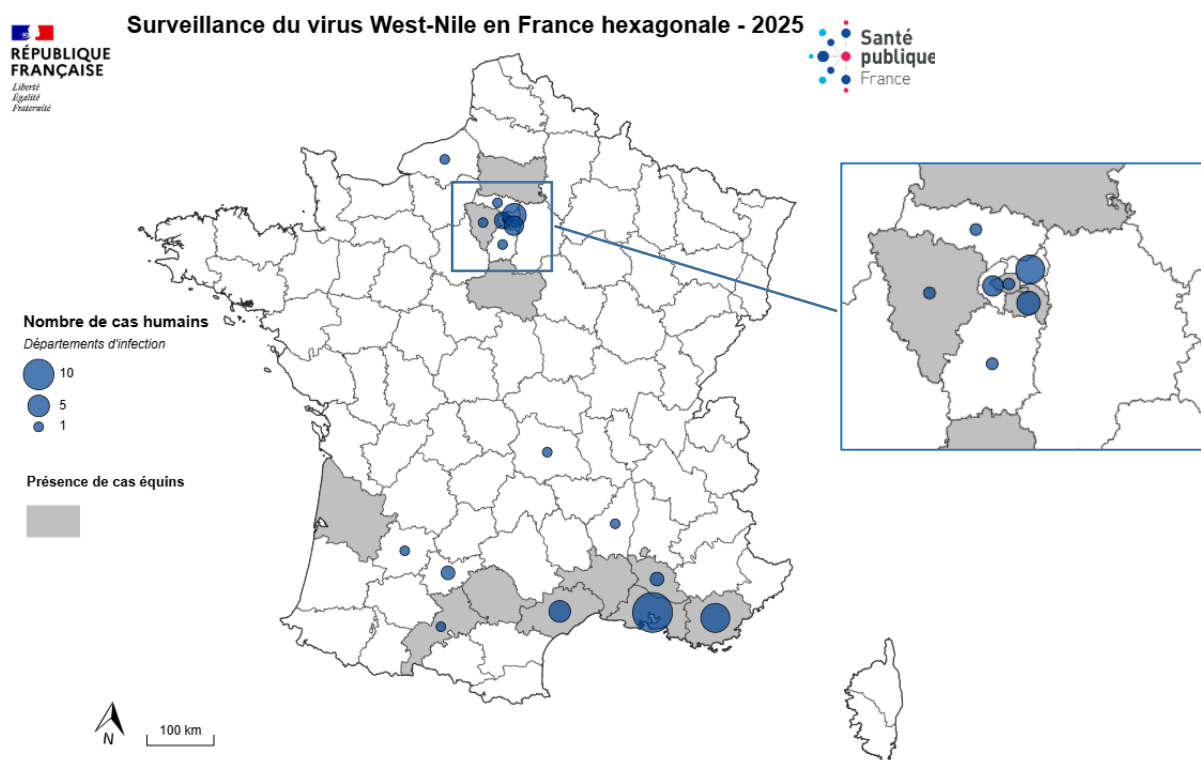 Surveillance du virus West-Nile en France hexagonale - 2025
RÉPUBLIQUE
FRANÇAISE
Liberté
Égalité
Fraternité
Santé
publique
France
Nombre de cas humains
Départements d'infection
10
5
1
Présence de cas équins
N
100 km